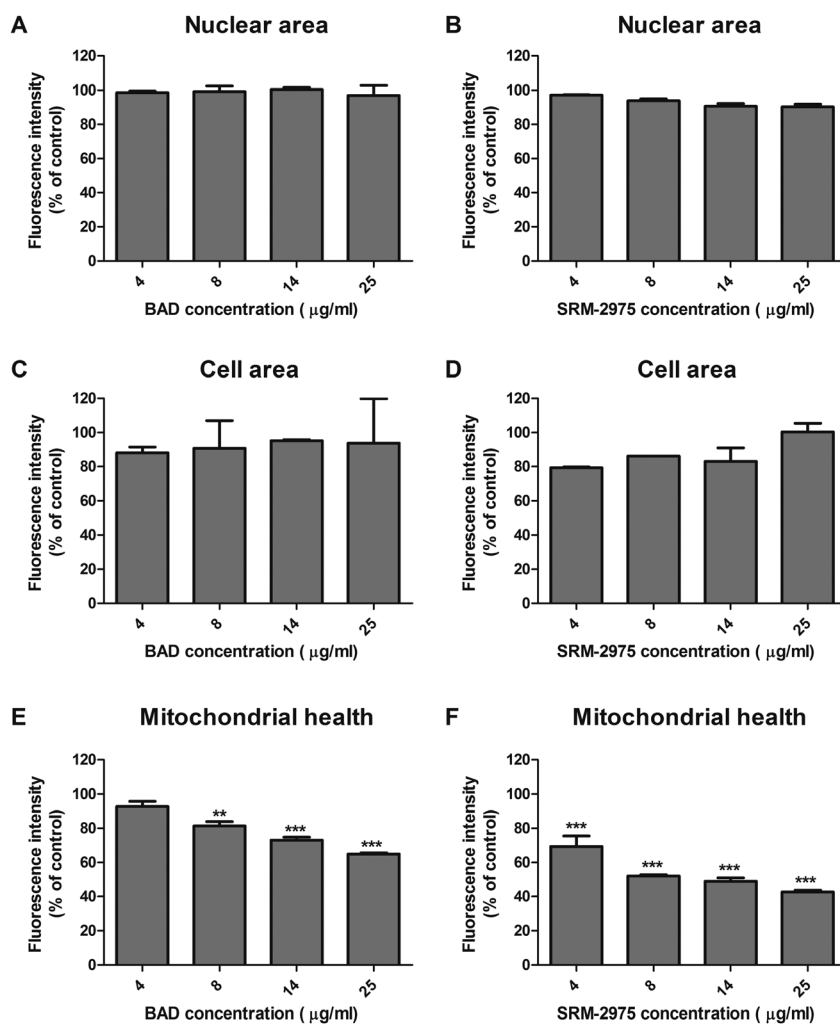 A
Nuclear area
Fluorescence intensity
(% of control)
120
100
80
60
40
20
0
4
8
14
25
BAD concentration ( μg/ml)
B
Nuclear area
Fluorescence intensity
(% of control)
120
100
80
60
40
20
0
4
8
14
25
SRM-2975 concentration ( μg/ml)
C
Cell area
Fluorescence intensity
(% of control)
120
100
80
60
40
20
0
4
8
14
25
BAD concentration ( μg/ml)
D
Cell area
Fluorescence intensity
(% of control)
120
100
80
60
40
20
0
4
8
14
25
SRM-2975 concentration ( μg/ml)
E
Mitochondrial health
Fluorescence intensity
(% of control)
120
100
80
60
40
20
0
**
***
***
4
8
14
25
BAD concentration ( μg/ml)
F
Mitochondrial health
Fluorescence intensity
(% of control)
120
100
80
60
40
20
0
***
***
***
***
4
8
14
25
SRM-2975 concentration ( μg/ml)